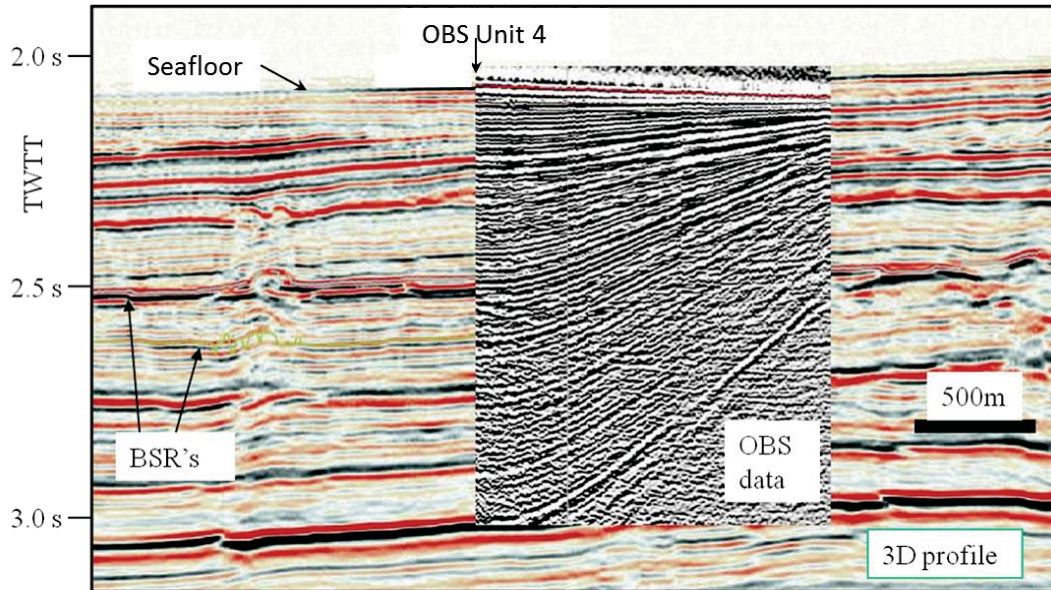 2.0 s
OBS Unit 4
Seafloor
TWTT
2.5 s
500m
BSR's
OBS
data
3.0 s
3D profile